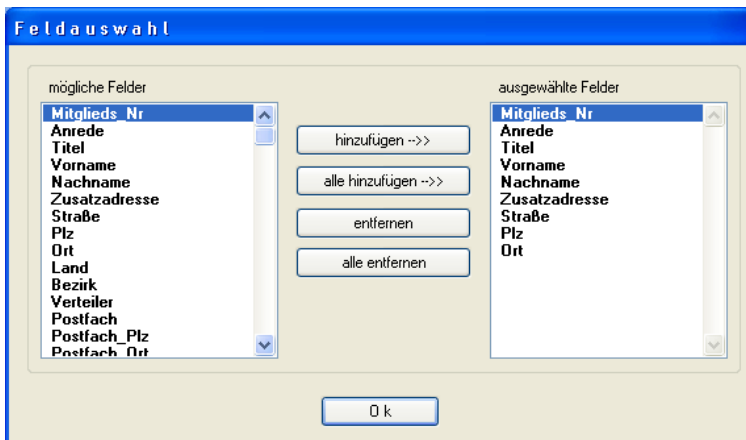 Feldauswahl
mögliche Felder
Mitglieds_Nr
Anrede
Titel
Vorname
Nachname
Zusatzadresse
Straße
Plz
Ort
Land
Bezirk
Verteiler
Postfach
Postfach_Plz
Postfach_Ort
hinzufügen -->>
alle hinzufügen -->>
entfernen
alle entfernen
ausgewählte Felder
Mitglieds_Nr
Anrede
Titel
Vorname
Nachname
Zusatzadresse
Straße
Plz
Ort
Ok